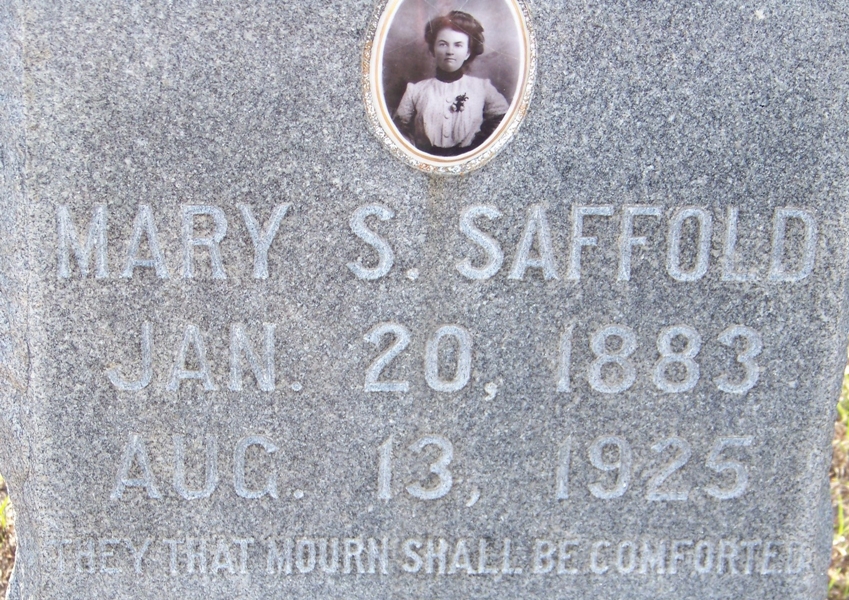 MARY S. SAFFOLD
JAN. 20, 1883
AUG. 13, 1925
THEY THAT MOURN SHALL BE COMFORTED